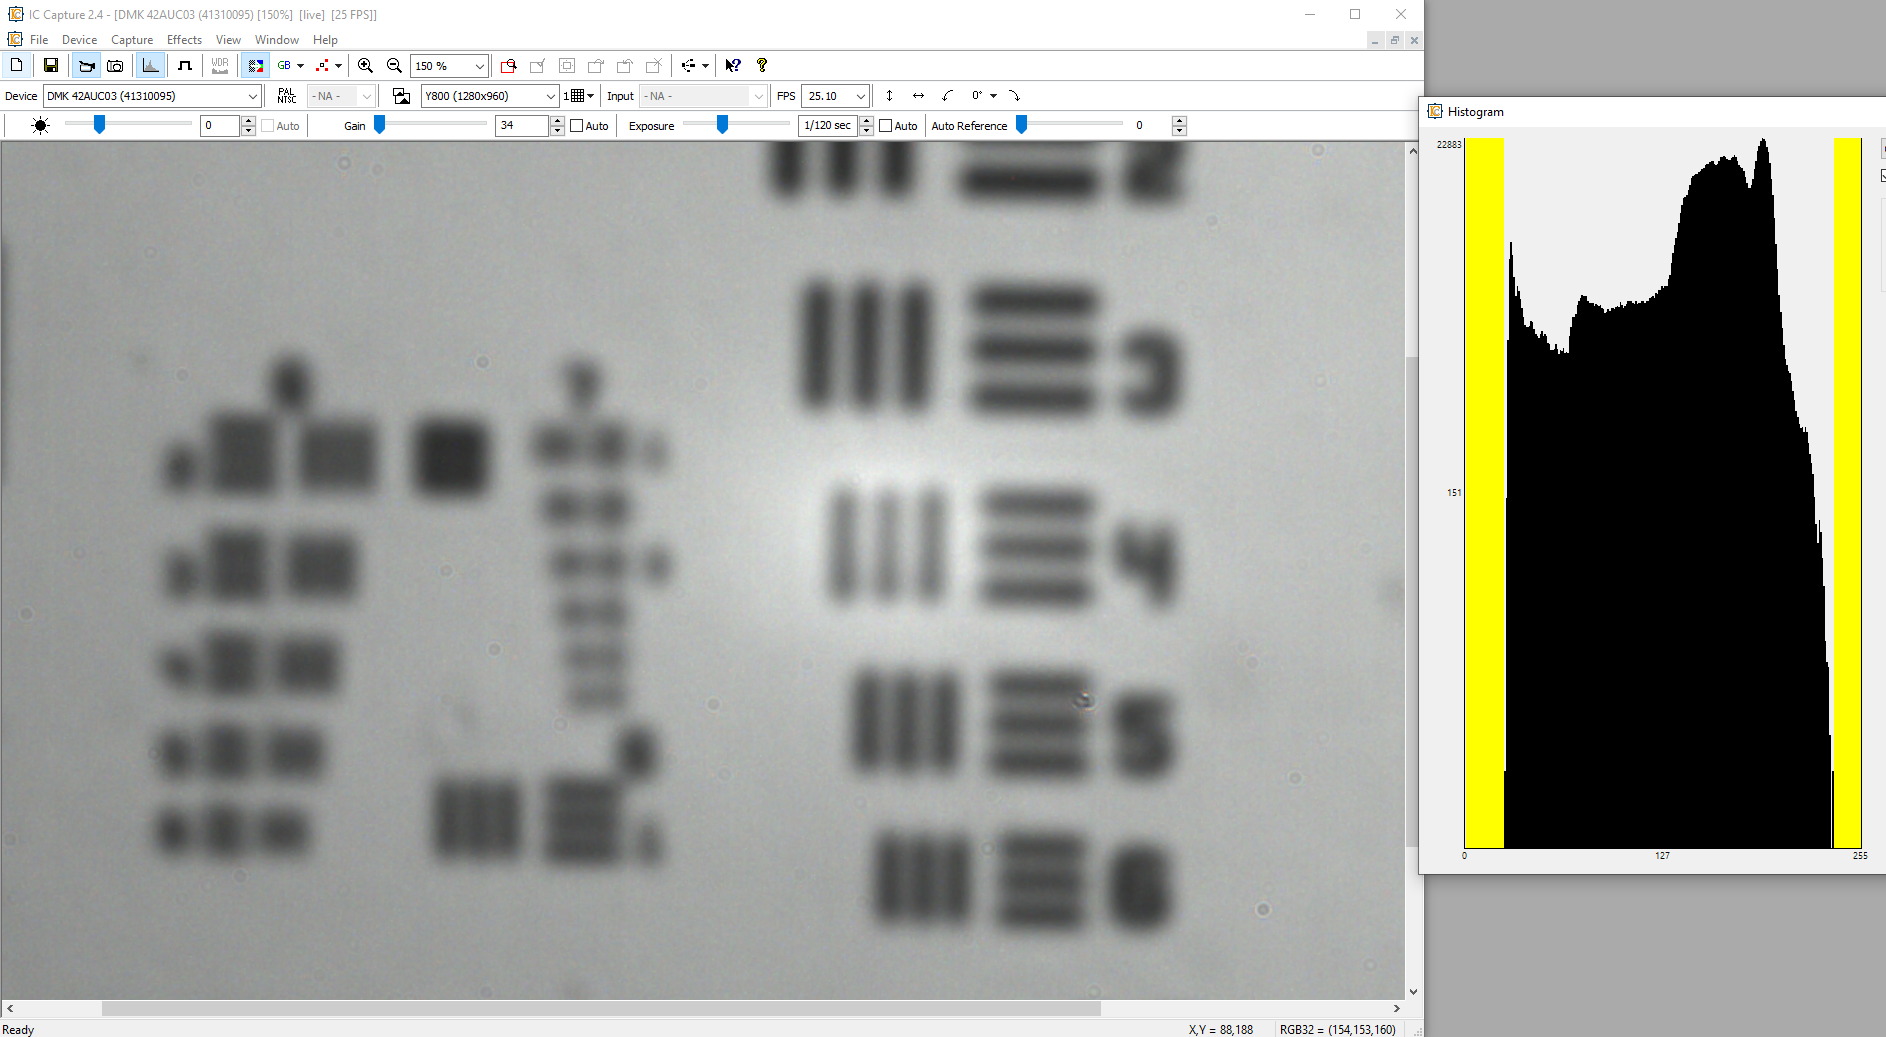 IC Capture 2.4 - [DMK 42AUC03 (41310095) [150%] [live] [25 FPS]]
File Device Capture Effects View Window Help
WDR GB 150 %
Device DMK 42AUC03 (41310095) PAL NTSC - NA - Y800 (1280x960) 1 Input - NA - FPS 25.10 0°
0 Auto Gain 34 Auto Exposure 1/120 sec Auto Auto Reference 0
Histogram
22883
151
0 127 255
3
4
5
6
Ready X,Y = 88,188 RGB32 = (154,153,160)